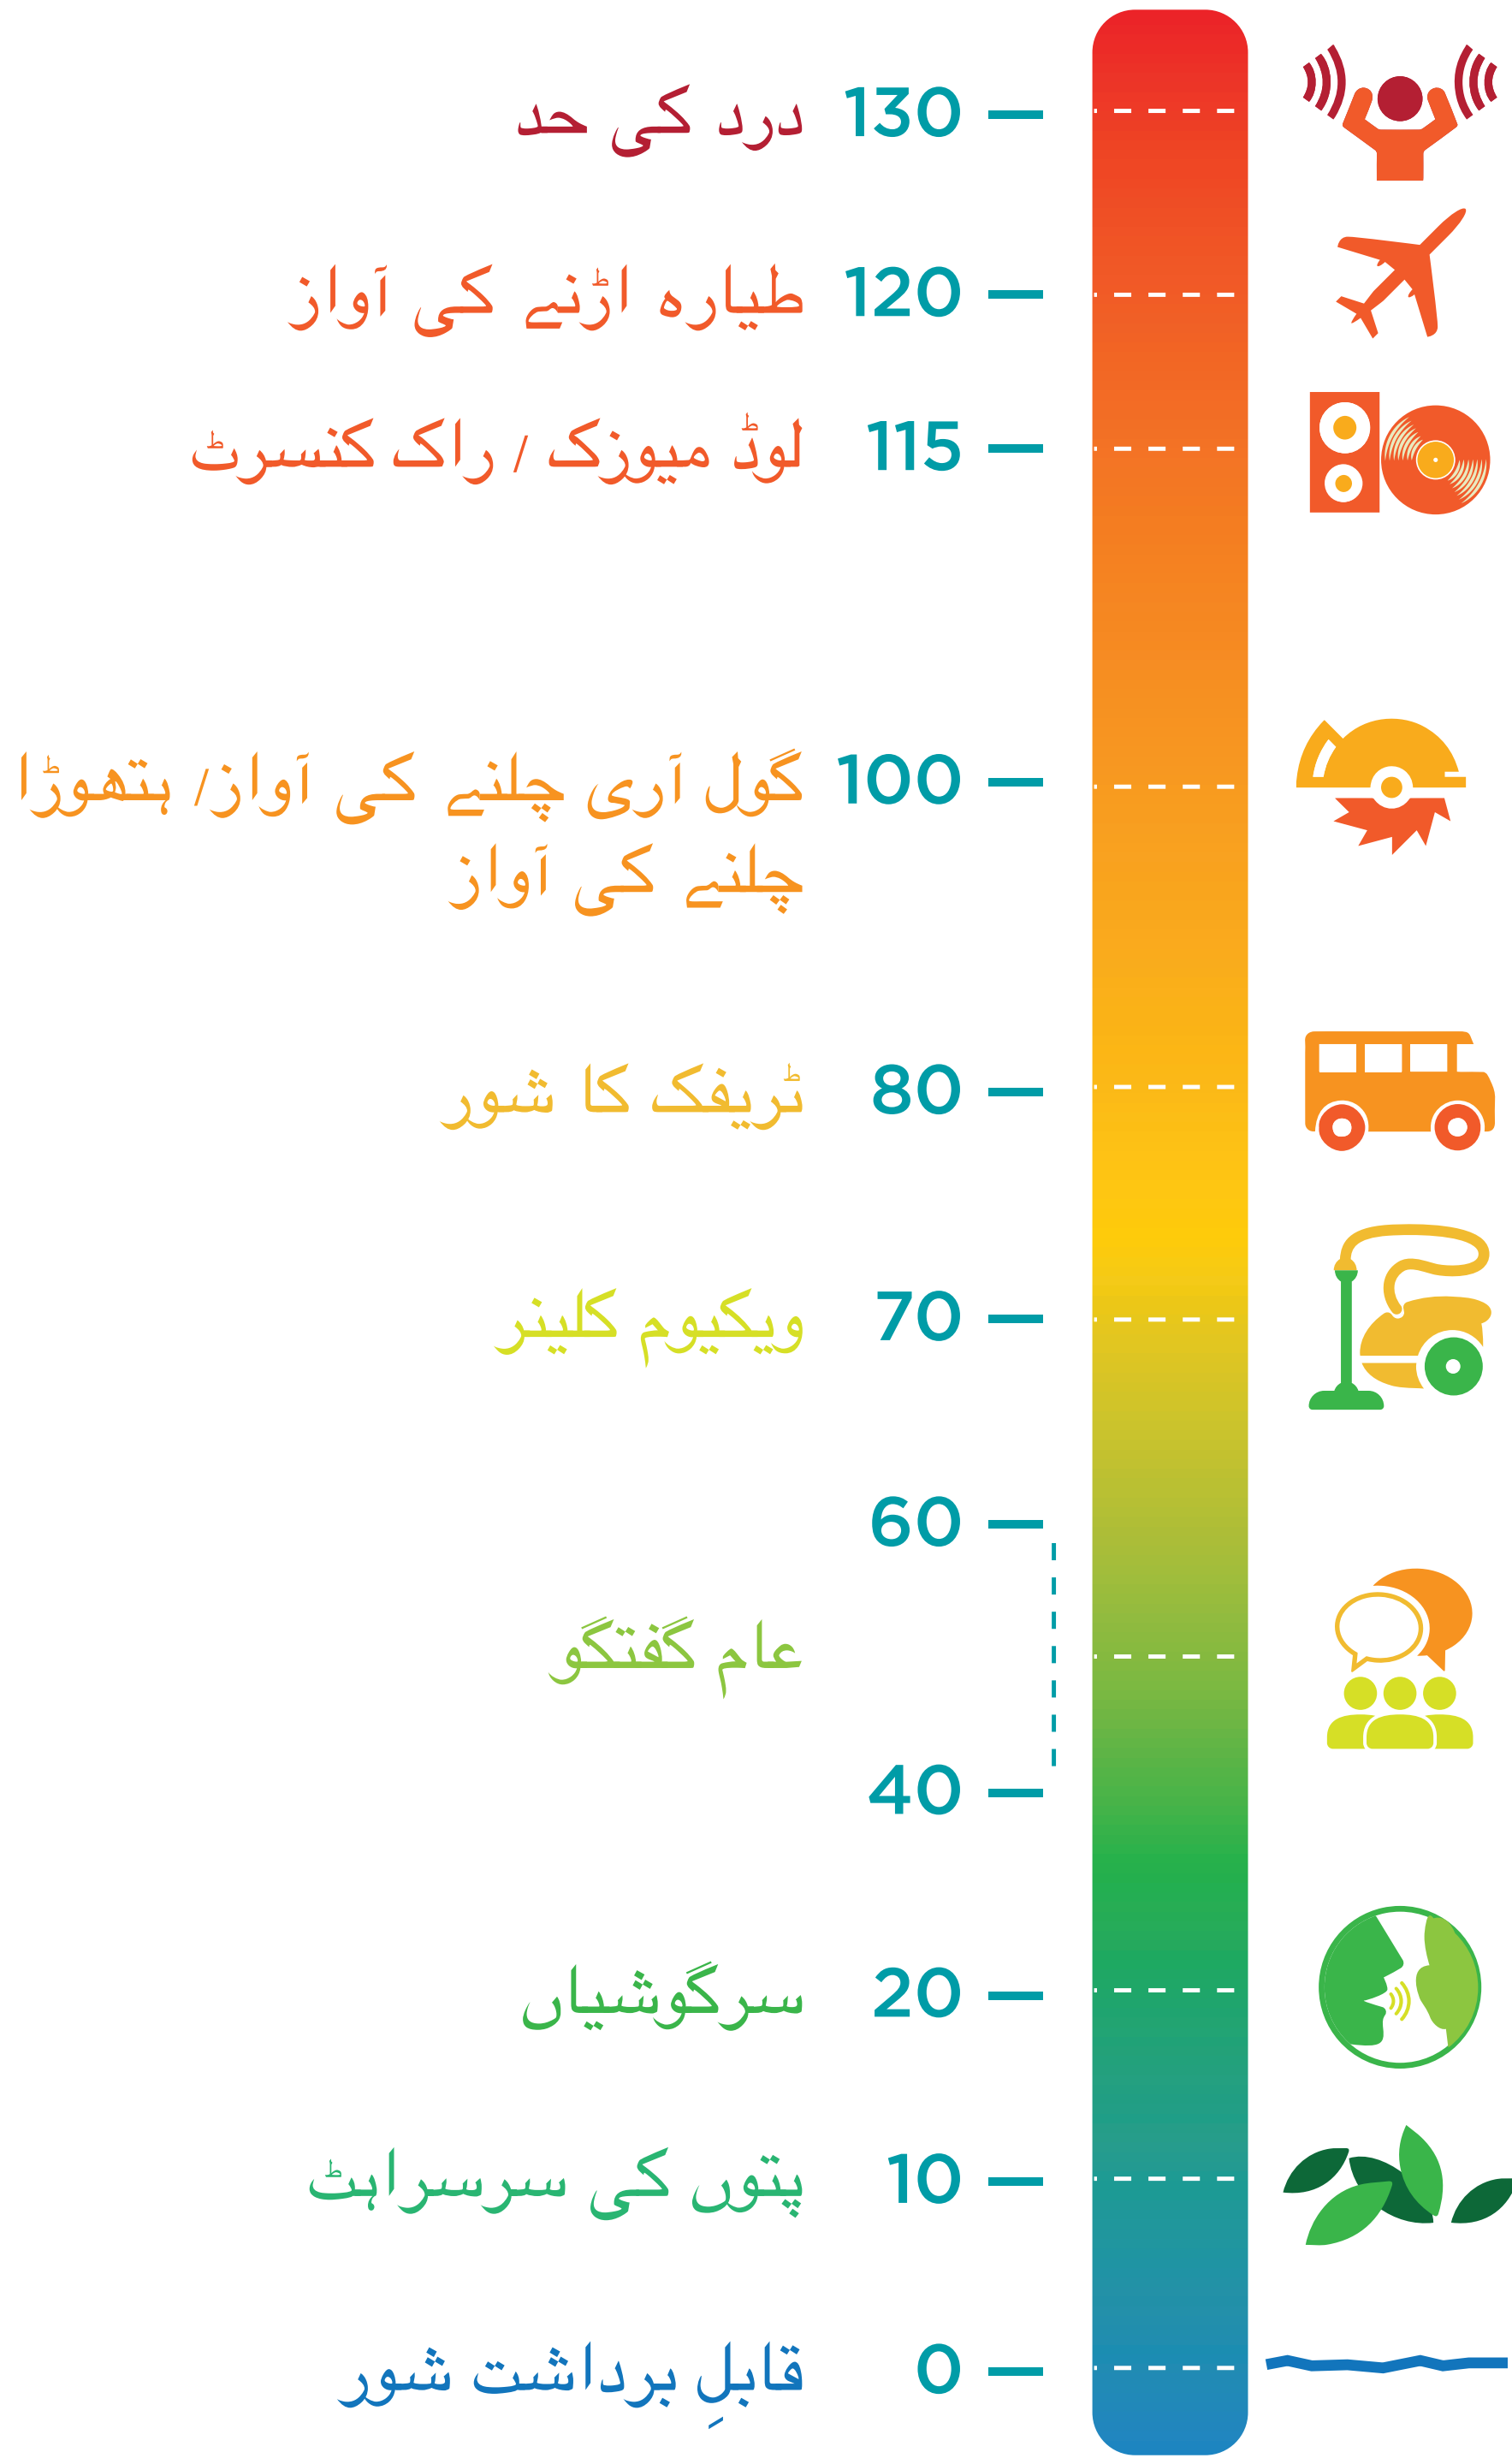 درد کی حد 130
طیارہ اڑنے کی آواز 120
لاؤڈ میوزک / راک کنسرٹ 115
گول آری چلنے کی آواز/ ہتھوڑا 100
چلنے کی آواز
ٹریفک کا شور 80
ویکیوم کلینر 70
60
عام گفتگو
40
سرگوشیاں 20
پتوں کی سرسراہٹ 10
قابلِ برداشت شور 0